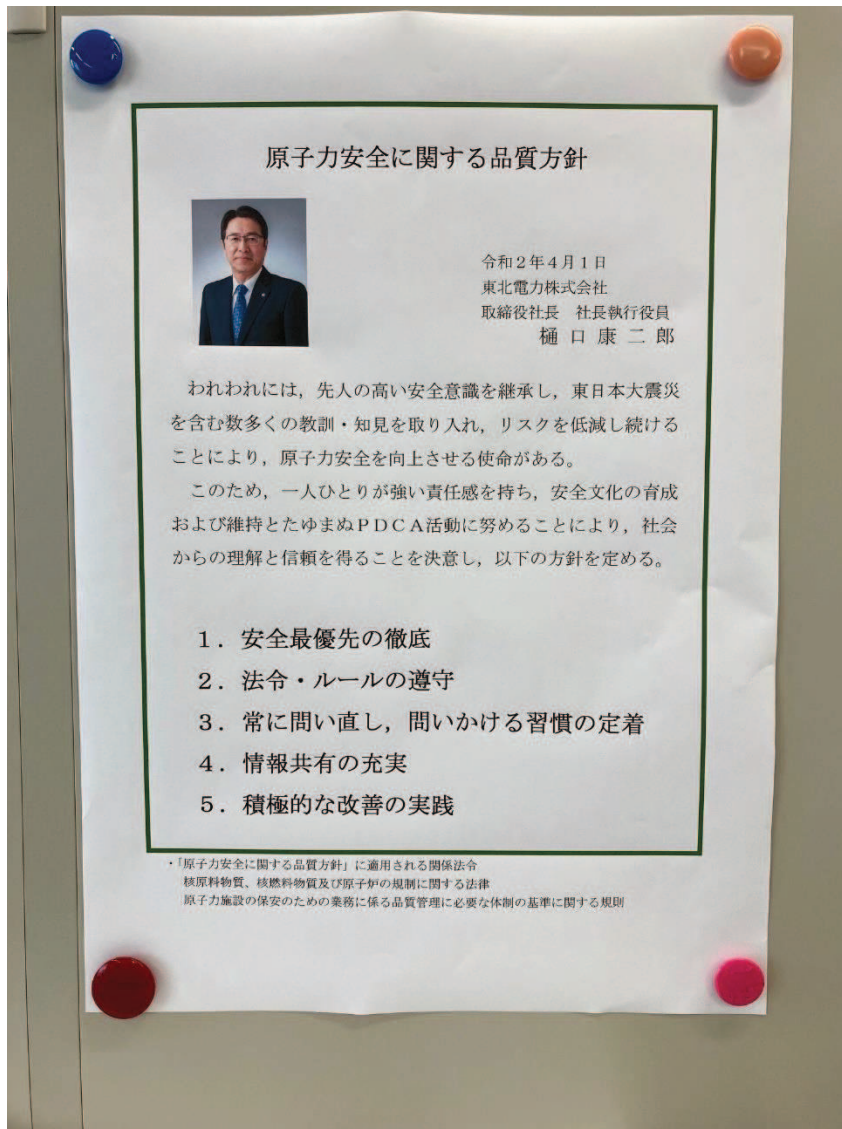 原子力安全に関する品質方針
令和２年４月１日
東北電力株式会社
取締役社長　社長執行役員
樋口康二郎
われわれには，先人の高い安全意識を継承し，東日本大震災
を含む数多くの教訓・知見を取り入れ，リスクを低減し続ける
ことにより，原子力安全を向上させる使命がある。
このため，一人ひとりが強い責任感を持ち，安全文化の育成
および維持とたゆまぬＰＤＣＡ活動に努めることにより，社会
からの理解と信頼を得ることを決意し，以下の方針を定める。
１．安全最優先の徹底
２．法令・ルールの遵守
３．常に問い直し，問いかける習慣の定着
４．情報共有の充実
５．積極的な改善の実践
・「原子力安全に関する品質方針」に適用される関係法令
核原料物質、核燃料物質及び原子炉の規制に関する法律
原子力施設の保安のための業務に係る品質管理に必要な体制の基準に関する規則